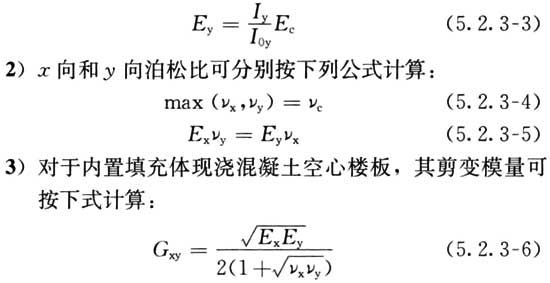 E_y = \frac{I_y}{I_{0y}} E_c (5.2.3-3)
2）x 向和 y 向泊松比可分别按下列公式计算：
max (ν_x, ν_y) = ν_c (5.2.3-4)
E_x ν_y = E_y ν_x (5.2.3-5)
3）对于内置填充体现浇混凝土空心楼板，其剪变模量可
按下式计算：
G_{xy} = \frac{\sqrt{E_x E_y}}{2(1+\sqrt{ν_x ν_y})} (5.2.3-6)